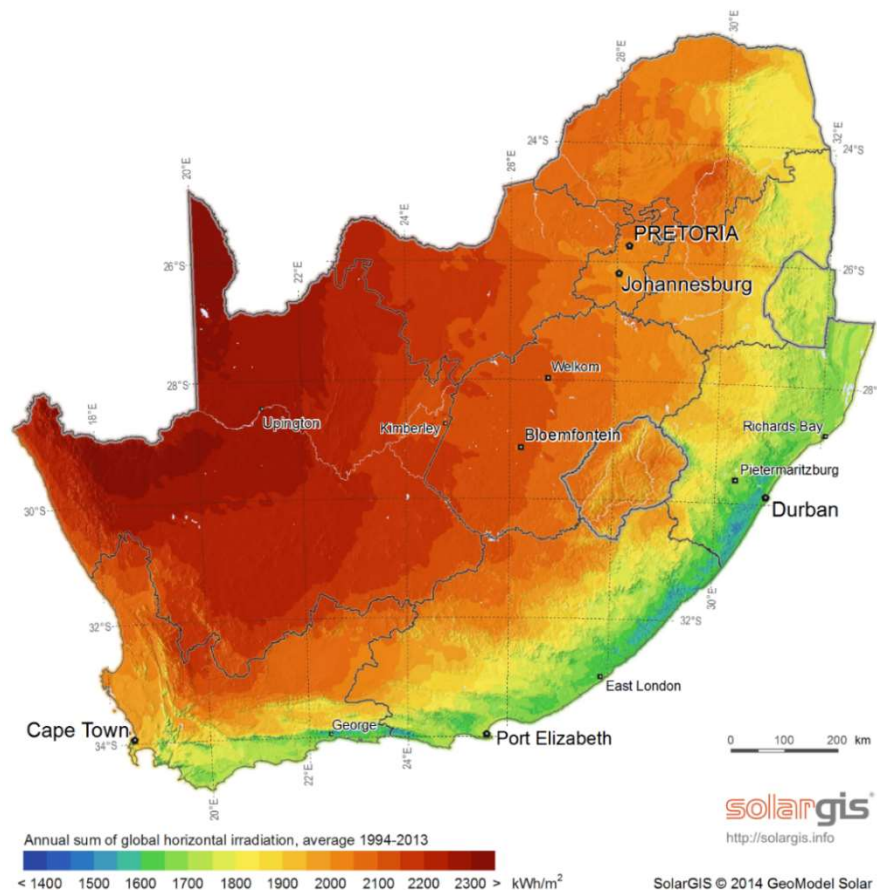 30°E
28°E
32°E
24°S
24°S
26°E
20°E
24°E
PRETORIA
26°S
22°E
26°S
Johannesburg
Welkom
28°S
28°S
18°E
Upington
Kimberley
Bloemfontein
Richards Bay
Pietermaritzburg
30°S
Durban
30°E
32°S
32°S
East London
Cape Town
George
Port Elizabeth
34°S
22°E
24°E
20°E
0 100 200 km
solargis®
http://solargis.info
Annual sum of global horizontal irradiation, average 1994-2013
< 1400 1500 1600 1700 1800 1900 2000 2100 2200 2300 > kWh/m²
SolarGIS © 2014 GeoModel Solar